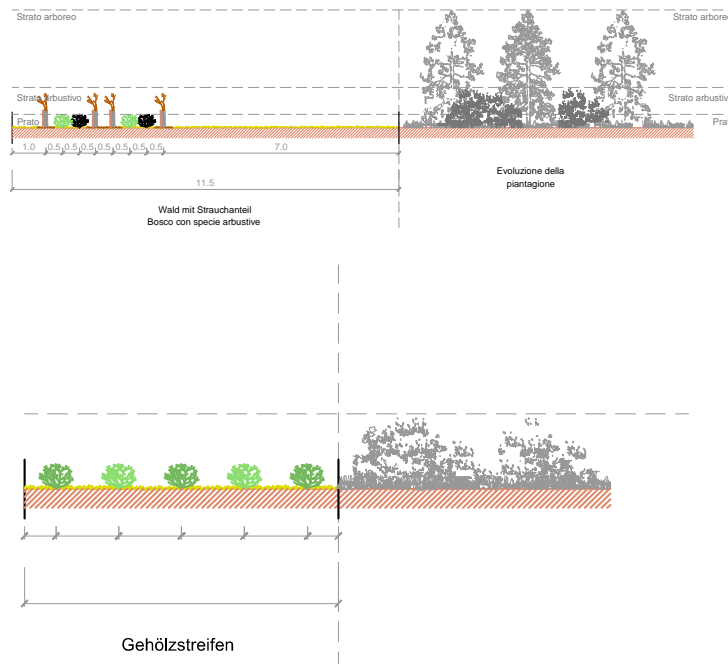 Strato arboreo
Strato arboreo
Strato arbustivo
Strato arbustivo
Prato
Prat
1.0 0.5 0.5 0.5 0.5 0.5 0.5 0.5 7.0
11.5
Evoluzione della
piantagione
Wald mit Strauchanteil
Bosco con specie arbustive
Gehölzstreifen